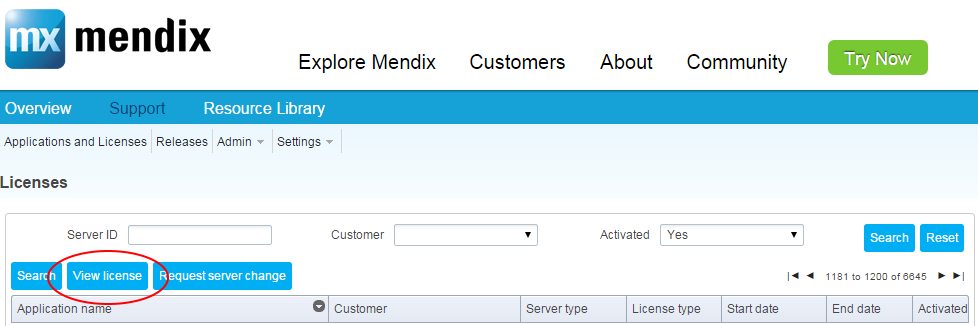 mx mendix
Explore Mendix Customers About Community Try Now
Overview Support Resource Library
Applications and Licenses Releases Admin Settings
Licenses
Server ID Customer Activated Yes Search Reset
Search View license Request server change 1181 to 1200 of 6645
Application name Customer Server type License type Start date End date Activated